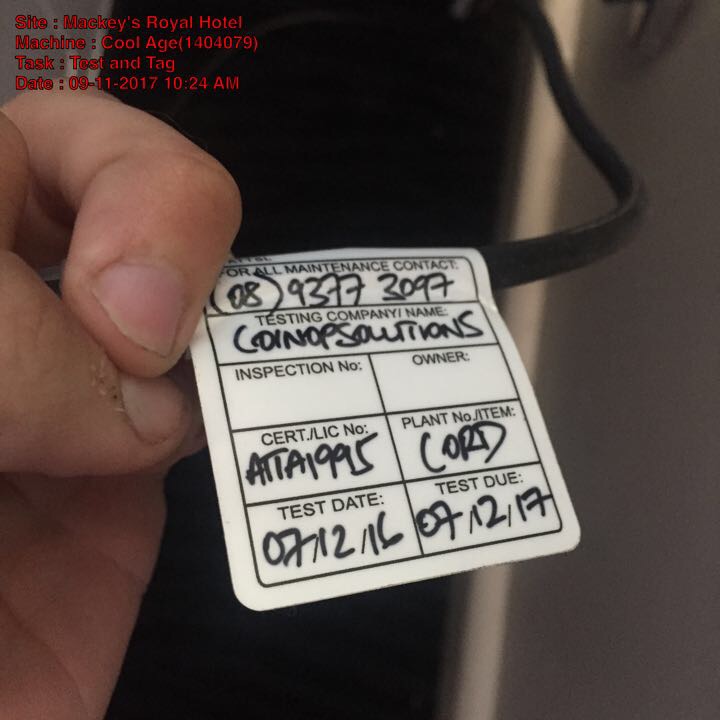 Site : Mackey's Royal Hotel
Machine : Cool Age(1404079)
Task : Test and Tag
Date : 09-11-2017 10:24 AM
FOR ALL MAINTENANCE CONTACT:
(08) 9377 3097
TESTING COMPANY/ NAME:
COINOPSOLUTIONS
INSPECTION No: OWNER:
CERT./LIC No: PLANT No./ITEM:
ATTA1995 CORD
TEST DATE: TEST DUE:
07/12/16 07/12/17